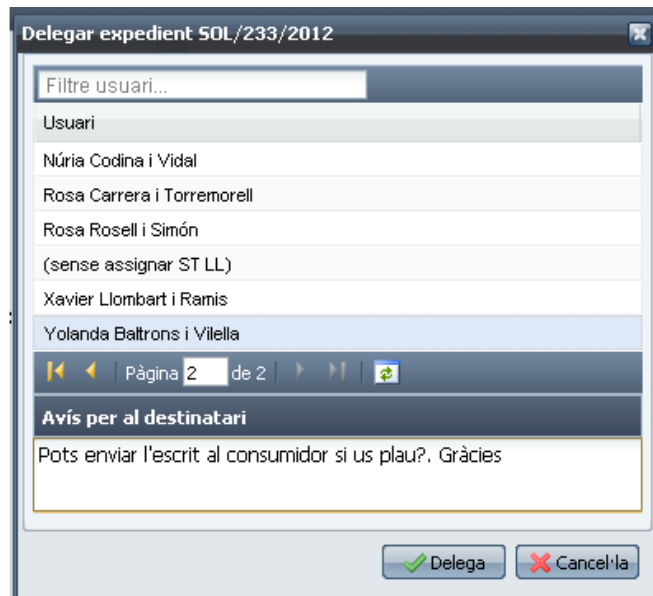 Delegar expedient SOL/233/2012
Filtre usuari...
Usuari
Núria Codina i Vidal
Rosa Carrera i Torremorell
Rosa Rosell i Simón
(sense assignar ST LL)
Xavier Llombart i Ramis
Yolanda Baltrons i Vilella
Pàgina 2 de 2
Avís per al destinatari
Pots enviar l'escrit al consumidor si us plau?. Gràcies
Delega Cancel·la